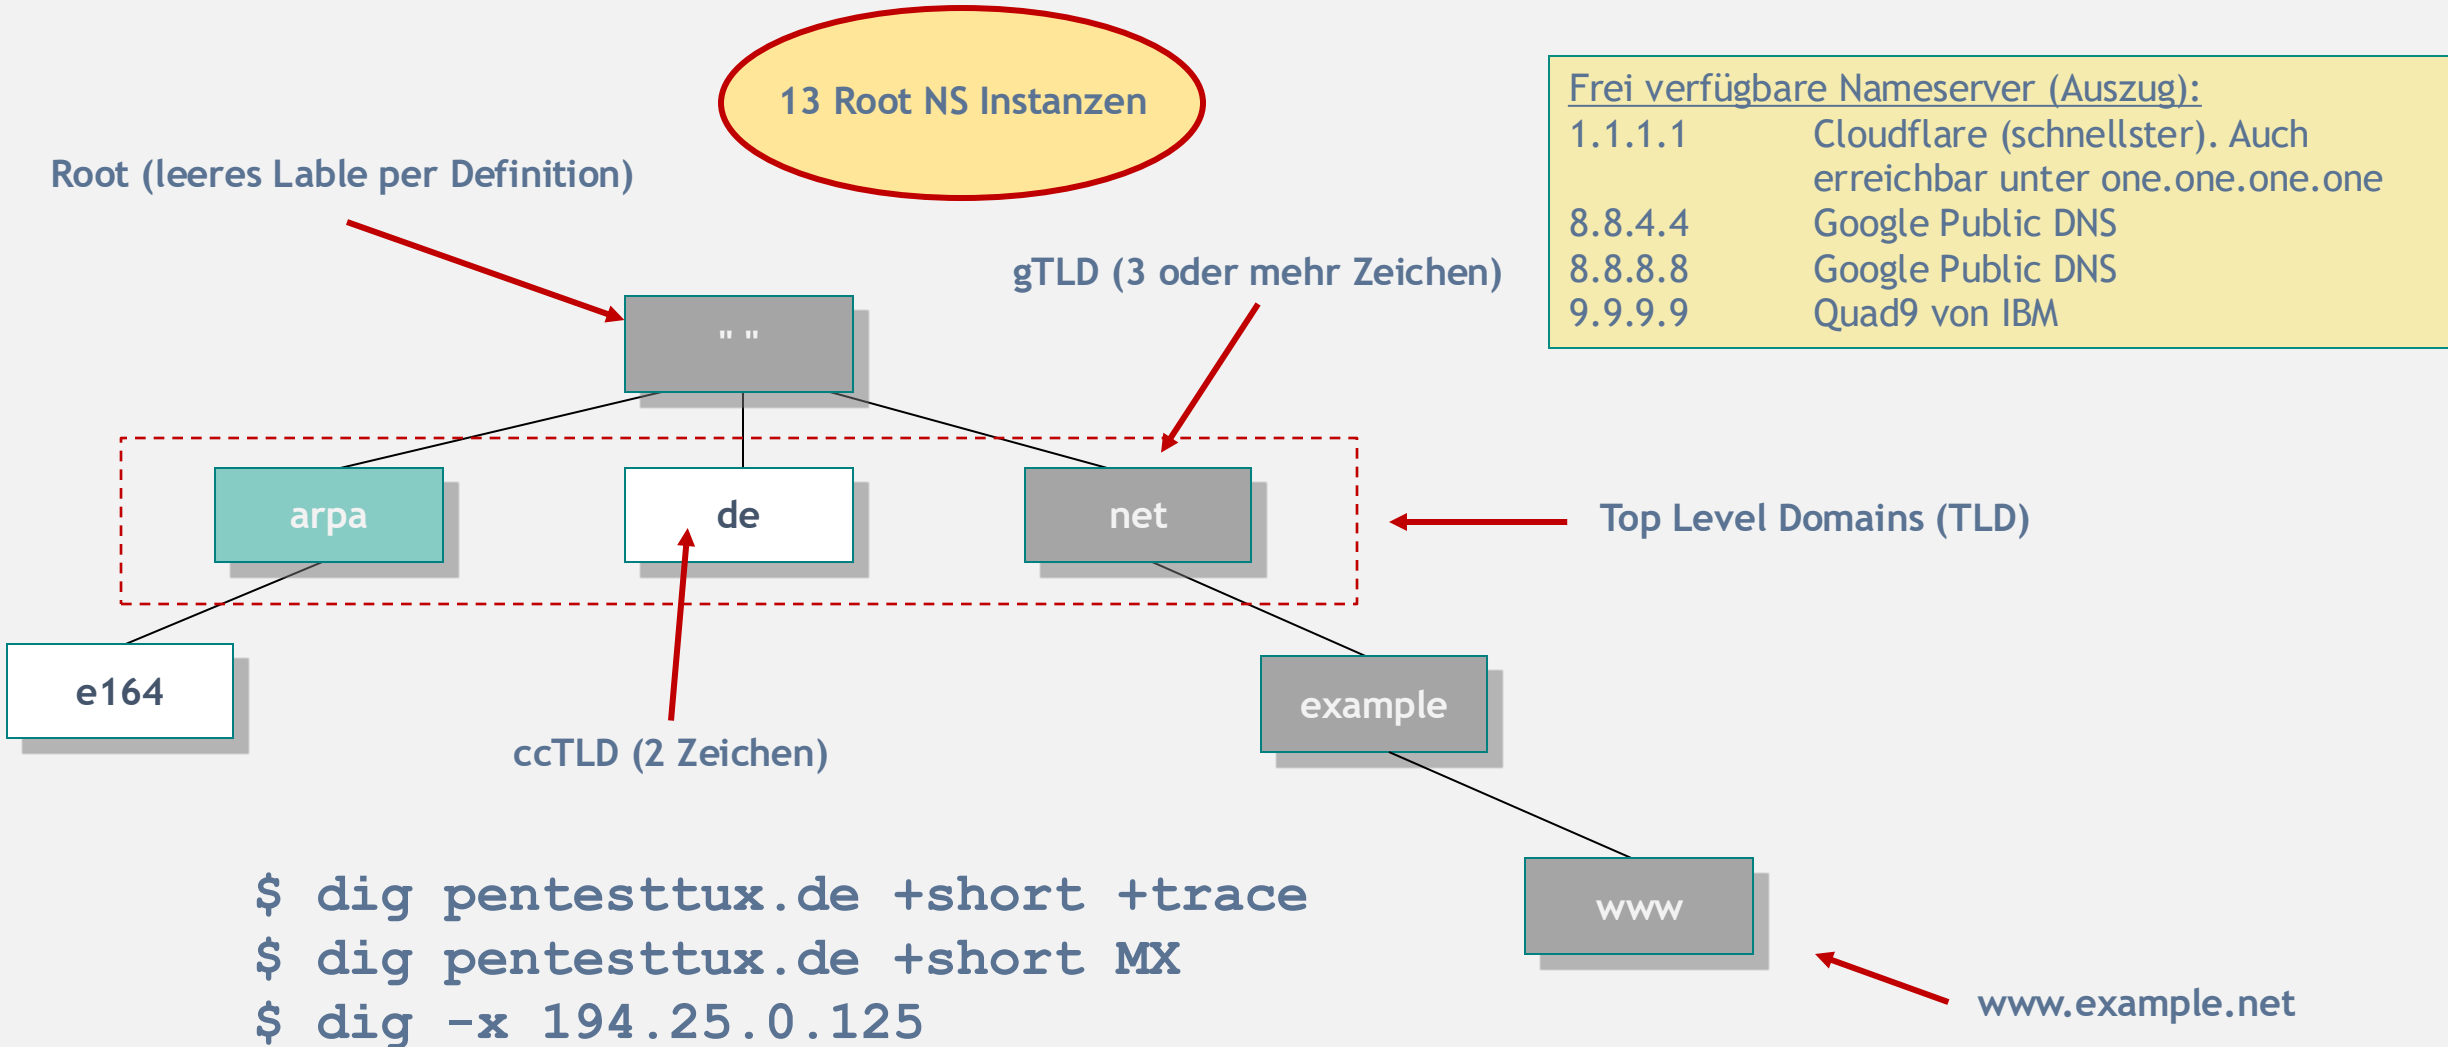 13 Root NS Instanzen
Root (leeres Lable per Definition)
Frei verfügbare Nameserver (Auszug):
1.1.1.1 Cloudflare (schnellster). Auch
erreichbar unter one.one.one.one
8.8.4.4 Google Public DNS
8.8.8.8 Google Public DNS
9.9.9.9 Quad9 von IBM
gTLD (3 oder mehr Zeichen)
" "
arpa
de
net
Top Level Domains (TLD)
e164
example
ccTLD (2 Zeichen)
www
www.example.net
$ dig pentesttux.de +short +trace
$ dig pentesttux.de +short MX
$ dig -x 194.25.0.125